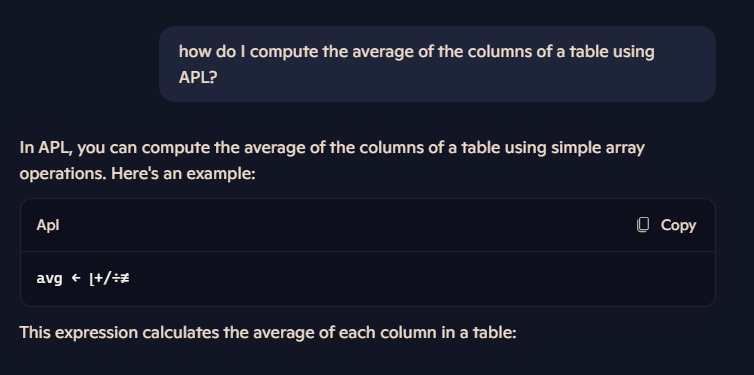 how do I compute the average of the columns of a table using
APL?
In APL, you can compute the average of the columns of a table using simple array
operations. Here's an example:
Apl
Copy
avg ← ⌊+/÷≢
This expression calculates the average of each column in a table: